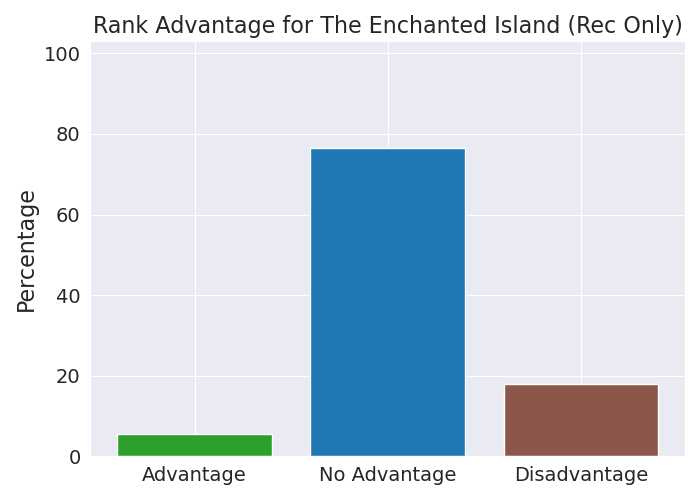 Rank Advantage for The Enchanted Island (Rec Only)
Percentage
100
80
60
40
20
0
Advantage
No Advantage
Disadvantage